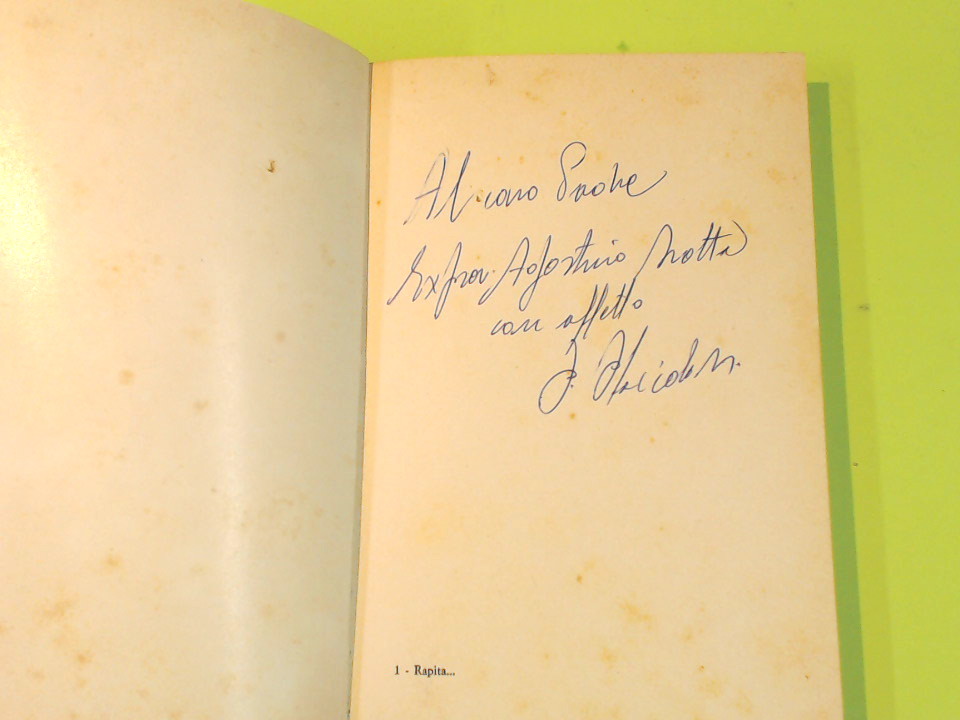 Al caro Padre
Ex prov. Agostino Motta
con affetto
P.
1 - Rapita...